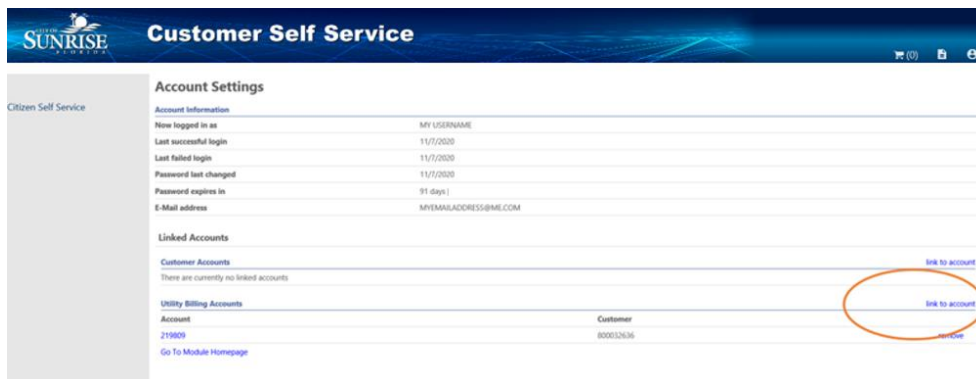 CITY OF
SUNRISE
FLORIDA
Customer Self Service
(0)
Citizen Self Service
Account Settings
Account Information
Now logged in as MY USERNAME
Last successful login 11/7/2020
Last failed login 11/7/2020
Password last changed 11/7/2020
Password expires in 91 days |
E-Mail address MYEMAILADDRESS@ME.COM
Linked Accounts
Customer Accounts link to account
There are currently no linked accounts
Utility Billing Accounts link to account
Account Customer
219809 800032636 remove
Go To Module Homepage